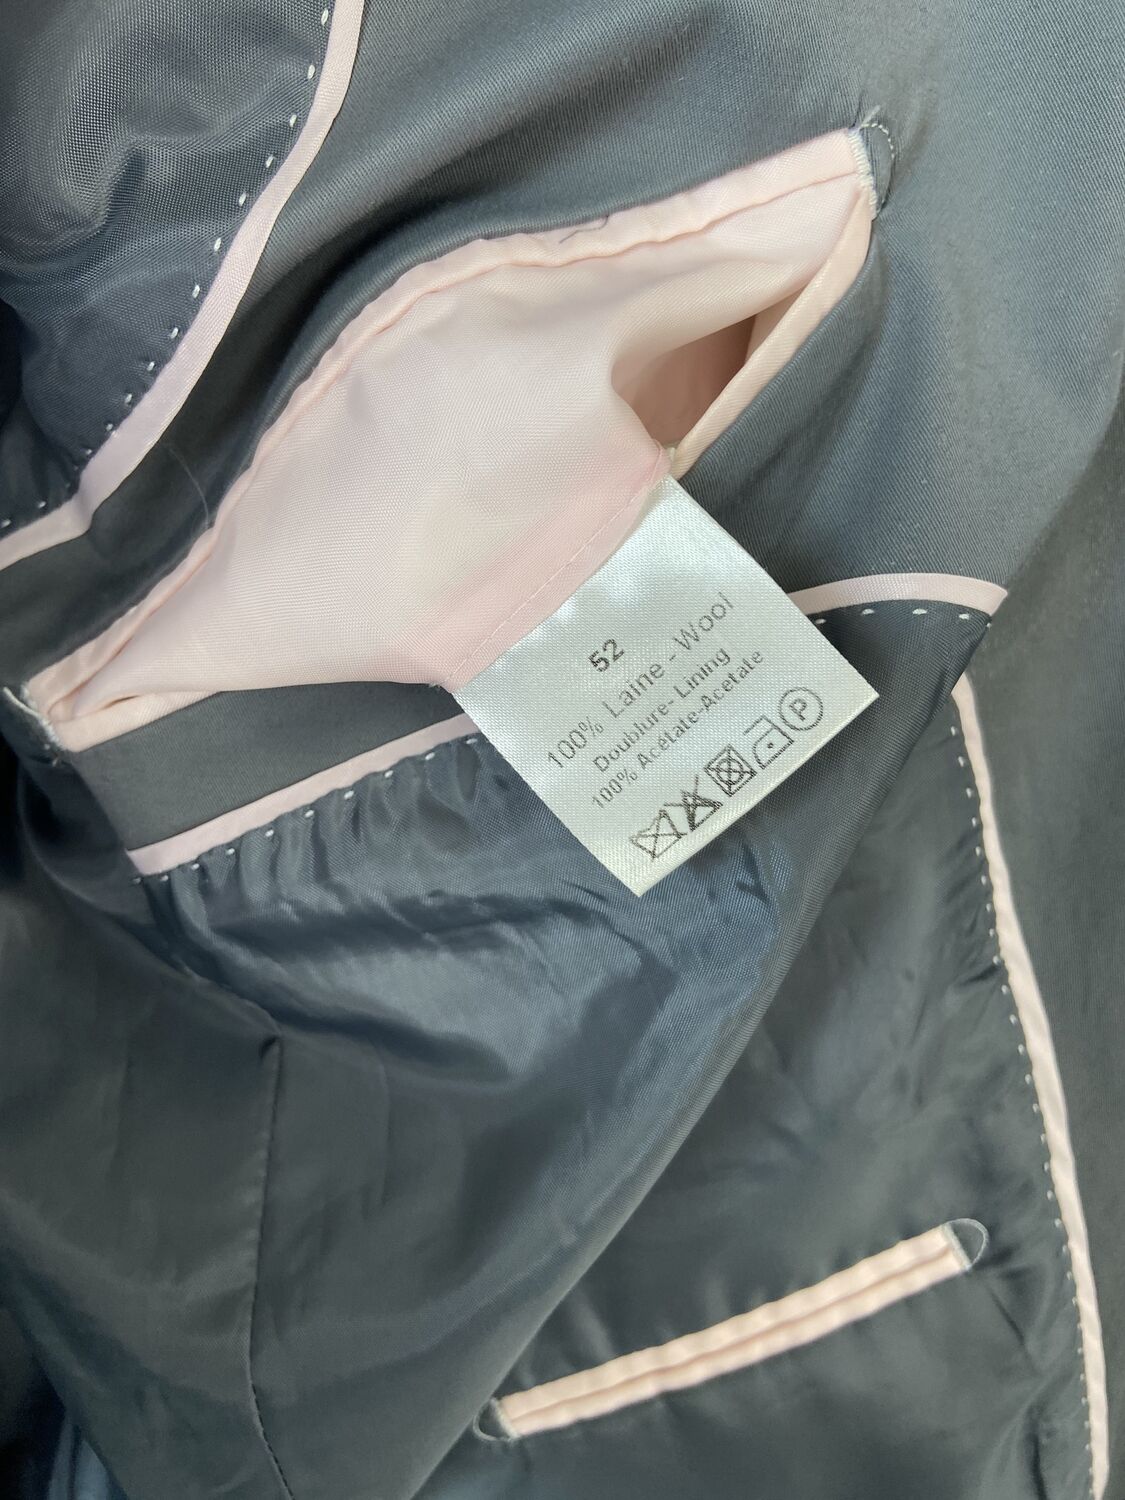 52
100% Laine - Wool
Doublure- Lining
100% Acétate-Acetate
P